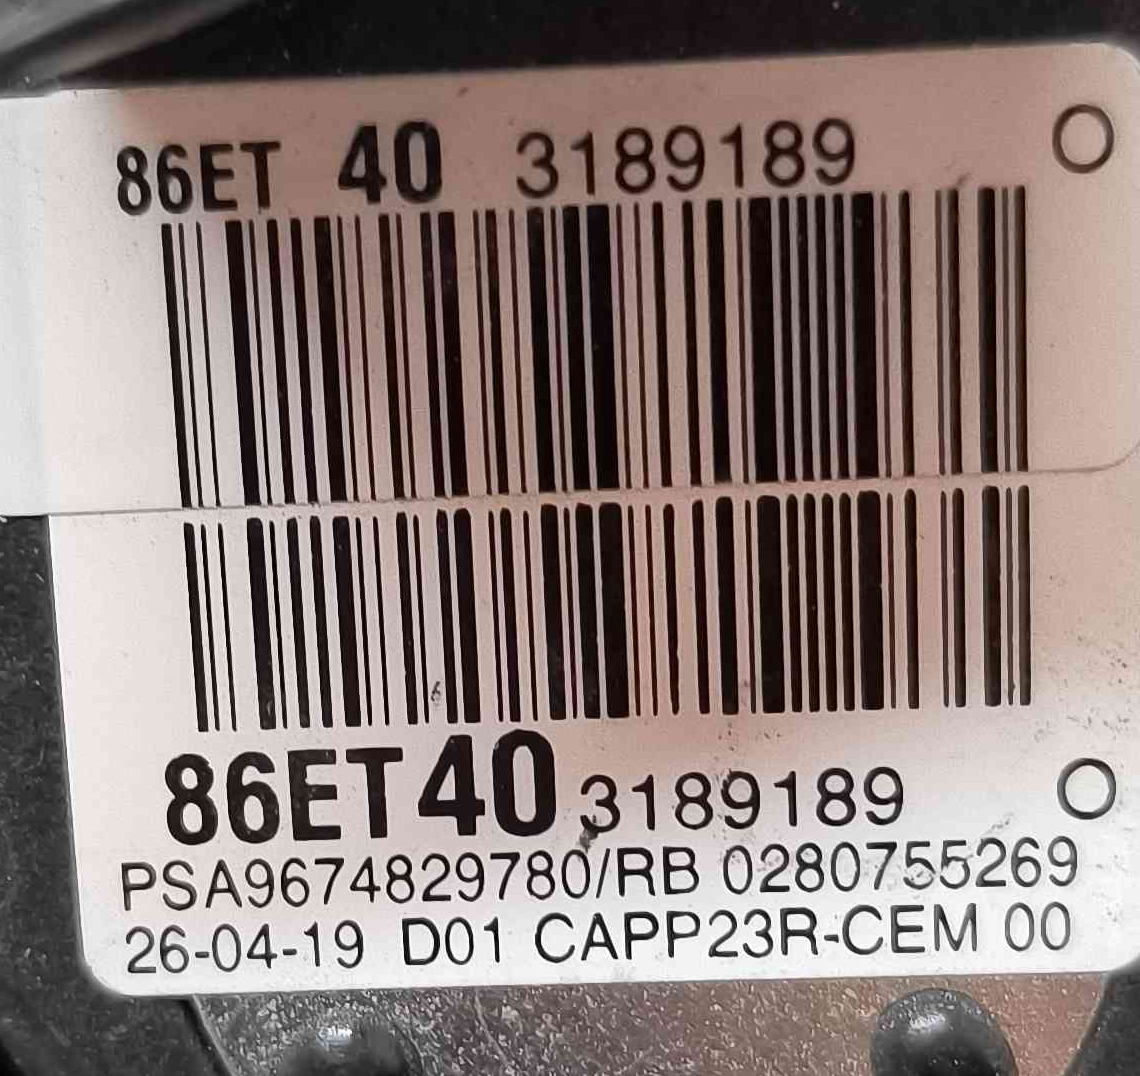 86ET 40 3189189
86ET40 3189189
PSA9674829780/RB 0280755269
26-04-19 D01 CAPP23R-CEM 00